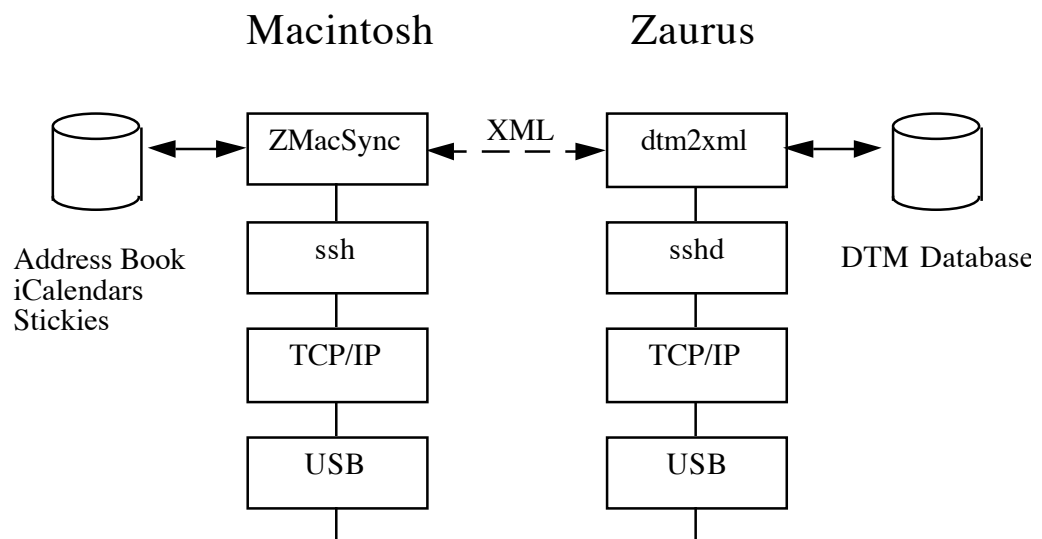 Macintosh
Zaurus
ZMacSync
XML
dtm2xml
ssh
sshd
Address Book
iCalendars
Stickies
DTM Database
TCP/IP
TCP/IP
USB
USB